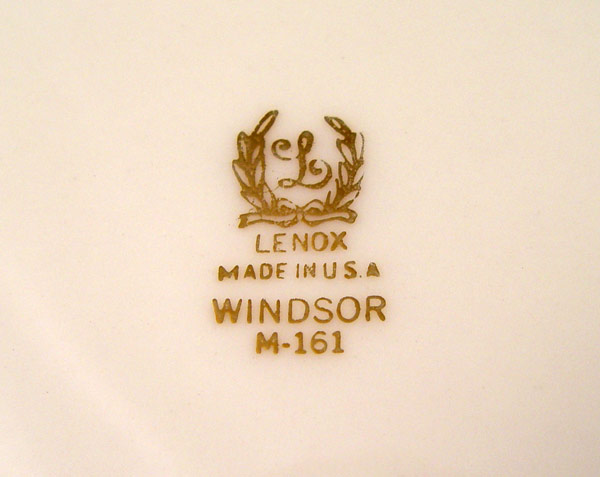 L
LENOX
MADE IN U S. A
WINDSOR
M-161